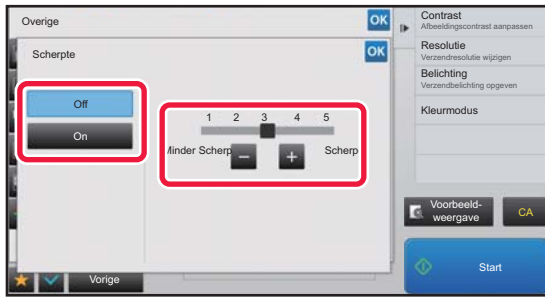 Overige
OK
Scherpte
OK
Off
On
1 2 3 4 5
Minder Scherp
Scherp
Vorige
Contrast
Afbeeldingscontrast aanpassen
Resolutie
Verzendresolutie wijzigen
Belichting
Verzendbelichting opgeven
Kleurmodus
Voorbeeld-
weergave
CA
Start